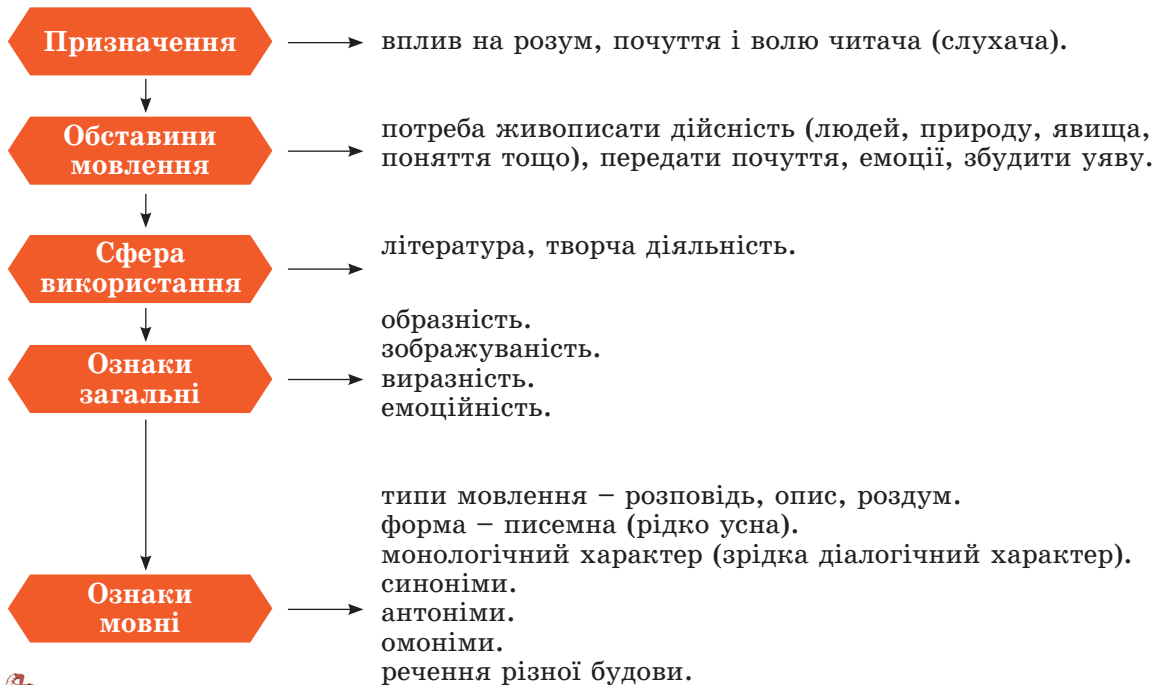 Призначення
вплив на розум, почуття і волю читача (слухача).
Обставини
мовлення
потреба живописати дійсність (людей, природу, явища,
поняття тощо), передати почуття, емоції, збудити уяву.
Сфера
використання
література, творча діяльність.
Ознаки
загальні
образність.
зображуваність.
виразність.
емоційність.
Ознаки
мовні
типи мовлення – розповідь, опис, роздум.
форма – писемна (рідко усна).
монологічний характер (зрідка діалогічний характер).
синоніми.
антоніми.
омоніми.
речення різної будови.